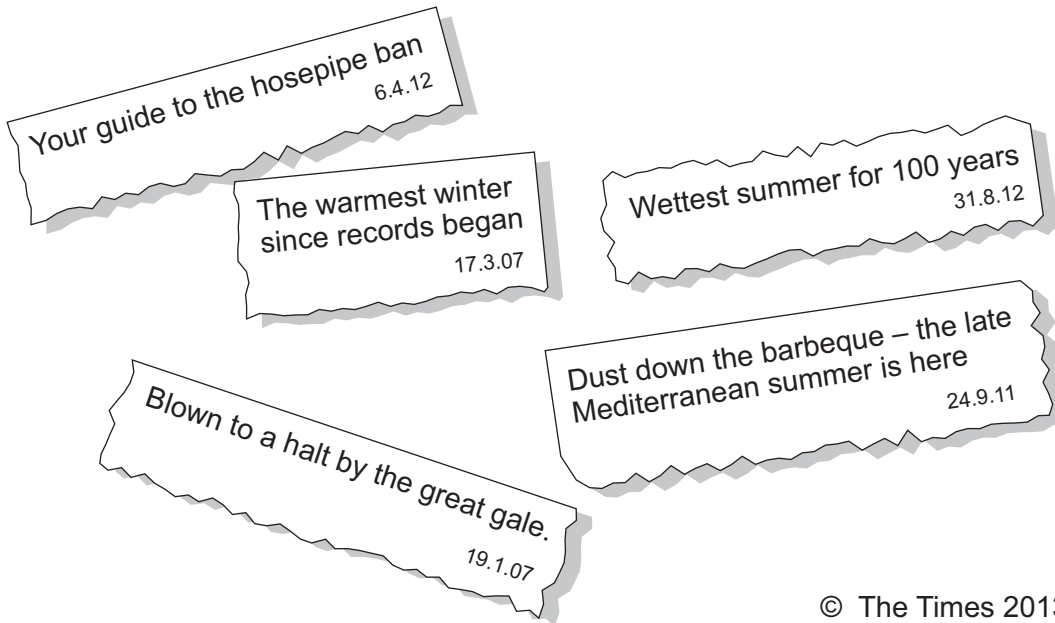 Your guide to the hosepipe ban
6.4.12
The warmest winter
since records began
17.3.07
Wettest summer for 100 years
31.8.12
Dust down the barbeque – the late
Mediterranean summer is here
24.9.11
Blown to a halt by the great gale.
19.1.07
© The Times 2013